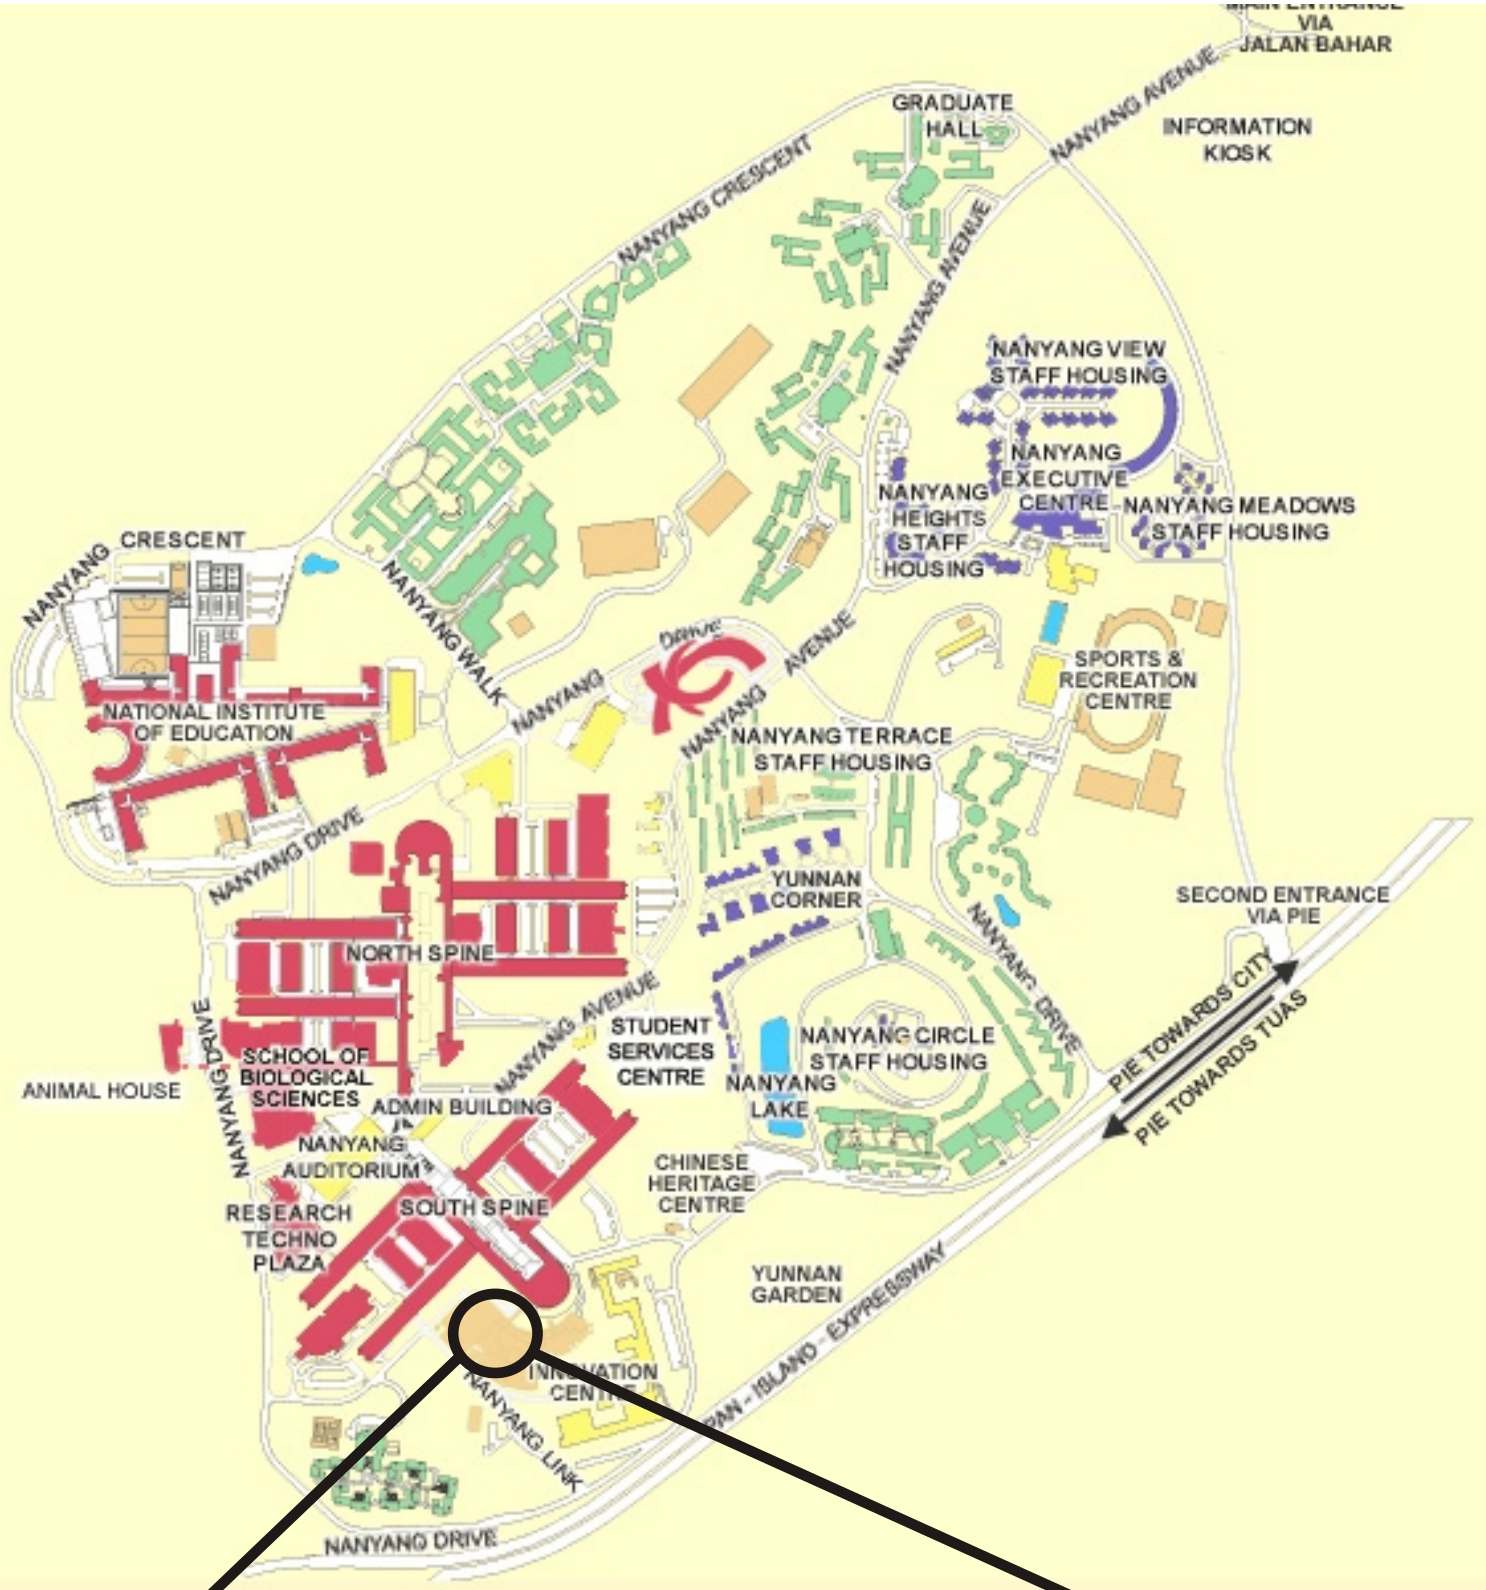 MAIN ENTRANCE
VIA
JALAN BAHAR
NANYANG AVENUE
INFORMATION
KIOSK
GRADUATE
HALL
NANYANG CRESCENT
NANYANG AVENUE
NANYANG VIEW
STAFF HOUSING
NANYANG
EXECUTIVE
CENTRE
NANYANG
HEIGHTS
STAFF
HOUSING
NANYANG MEADOWS
STAFF HOUSING
NANYANG
CRESCENT
NANYANG WALK
NANYANG
DRIVE
NANYANG
AVENUE
SPORTS &
RECREATION
CENTRE
NATIONAL INSTITUTE
OF EDUCATION
NANYANG TERRACE
STAFF HOUSING
NANYANG DRIVE
YUNNAN
CORNER
SECOND ENTRANCE
VIA PIE
NANYANG DRIVE
NORTH SPINE
NANYANG AVENUE
PIE TOWARDS CITY
PIE TOWARDS TUAS
STUDENT
SERVICES
CENTRE
NANYANG CIRCLE
STAFF HOUSING
NANYANG
LAKE
NANYANG DRIVE
SCHOOL OF
BIOLOGICAL
SCIENCES
ANIMAL HOUSE
ADMIN BUILDING
NANYANG
AUDITORIUM
CHINESE
HERITAGE
CENTRE
SOUTH SPINE
RESEARCH
TECHNO
PLAZA
YUNNAN
GARDEN
PAN - ISLAND - EXPRESSWAY
INNOVATION
CENTRE
NANYANG LINK
NANYANG DRIVE